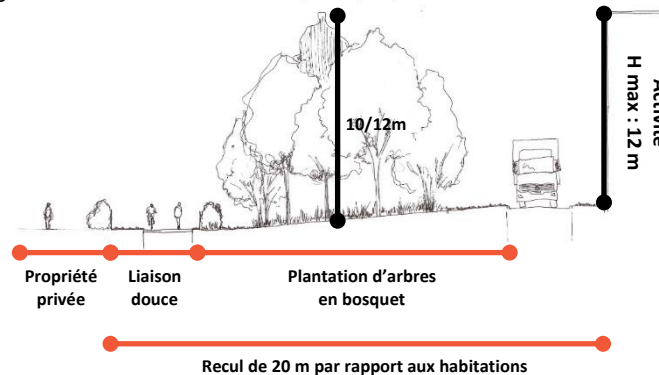 Activité
H max : 12 m
10/12m
Propriété
privée
Liaison
douce
Plantation d’arbres
en bosquet
Recul de 20 m par rapport aux habitations